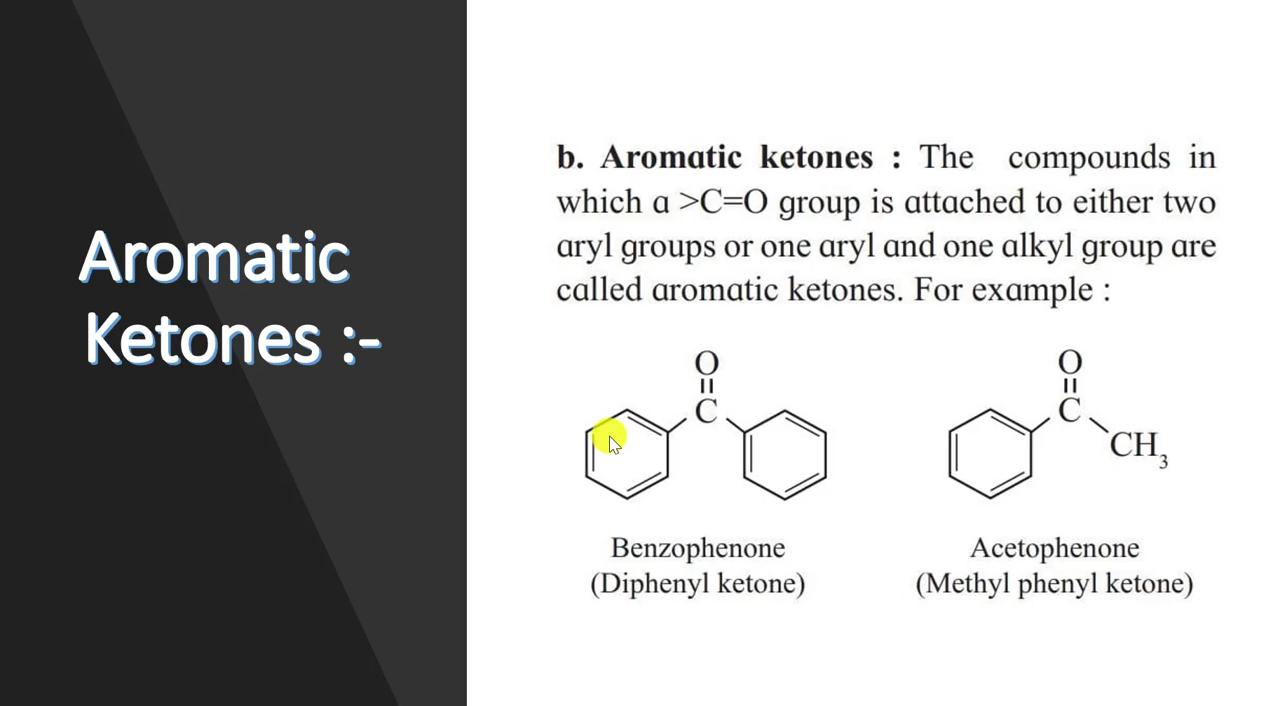 Aromatic
Ketones :-
b. Aromatic ketones : The compounds in
which a >C=O group is attached to either two
aryl groups or one aryl and one alkyl group are
called aromatic ketones. For example :
O
C
O
C
CH₃
Benzophenone
(Diphenyl ketone)
Acetophenone
(Methyl phenyl ketone)